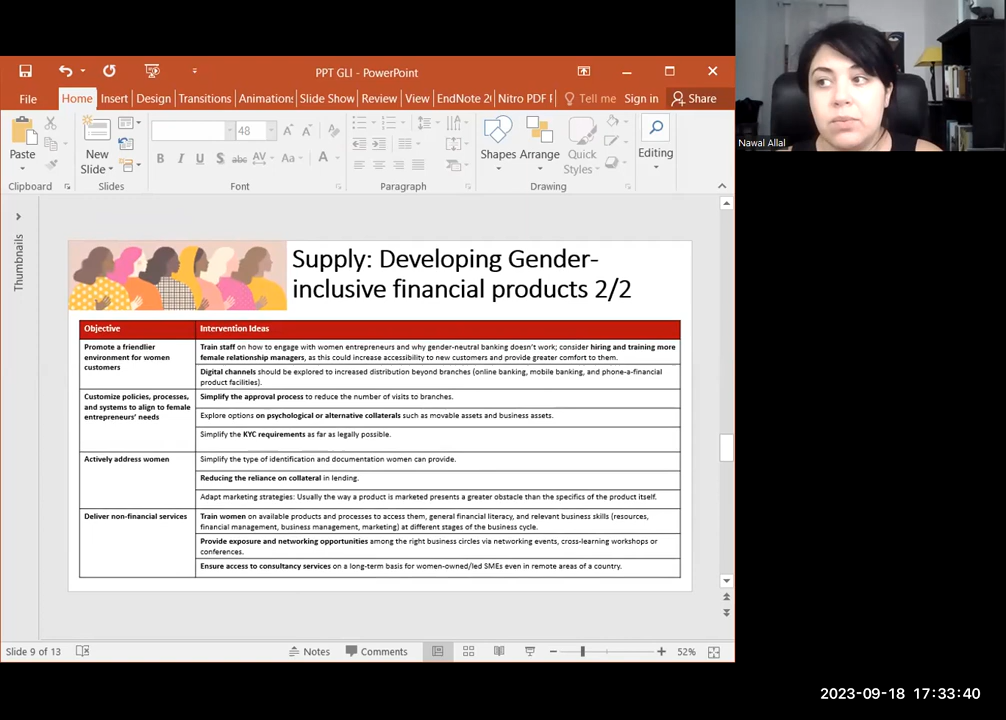 PPT GLI - PowerPoint
File Home Insert Design Transitions Animations Slide Show Review View EndNote 20 Nitro PDF Tell me Sign in Share
48
Paste
New
Slide
Shapes Arrange Quick
Styles
Editing
Clipboard Slides Font Paragraph Drawing
Nawal Allal
Thumbnails
Supply: Developing Gender-
inclusive financial products 2/2
Objective
Intervention Ideas
Promote a friendlier
environment for women
customers
Train staff on how to engage with women entrepreneurs and why gender-neutral banking doesn't work; consider hiring and training more
female relationship managers, as this could increase accessibility to new customers and provide greater comfort to them.
Digital channels should be explored to increased distribution beyond branches (online banking, mobile banking, and phone-a-financial
product facilities).
Customize policies, processes,
and systems to align to female
entrepreneurs' needs
Simplify the approval process to reduce the number of visits to branches.
Explore options on psychological or alternative collaterals such as movable assets and business assets.
Simplify the KYC requirements as far as legally possible.
Actively address women
Simplify the type of identification and documentation women can provide.
Reducing the reliance on collateral in lending.
Adapt marketing strategies: Usually the way a product is marketed presents a greater obstacle than the specifics of the product itself.
Deliver non-financial services
Train women on available products and processes to access them, general financial literacy, and relevant business skills (resources,
financial management, business management, marketing) at different stages of the business cycle.
Provide exposure and networking opportunities among the right business circles via networking events, cross-learning workshops or
conferences.
Ensure access to consultancy services on a long-term basis for women-owned/led SMEs even in remote areas of a country.
Slide 9 of 13 Notes Comments 52%
2023-09-18 17:33:40